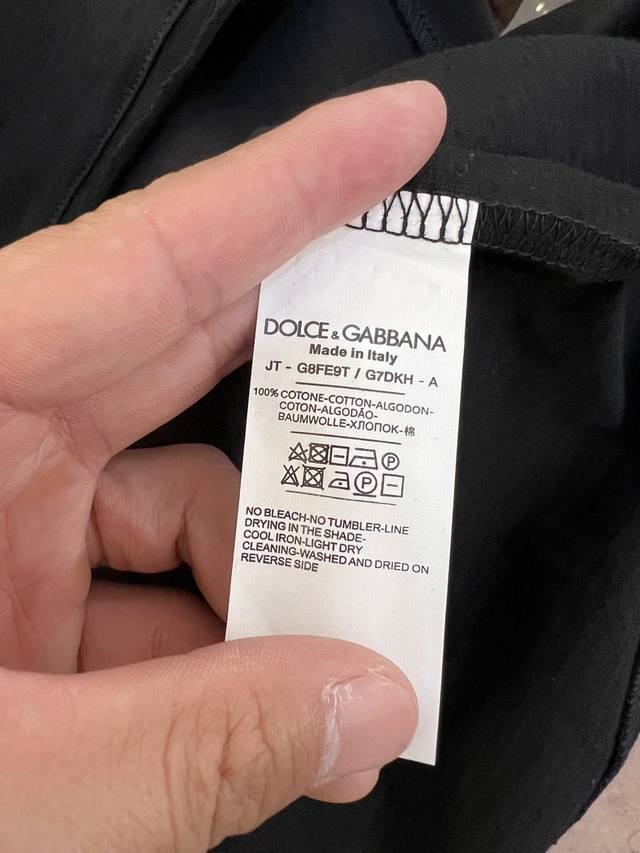 DOLCE & GABBANA
Made in Italy
JT - G8FE9T / G7DKH - A
100% COTONE-COTTON-ALGODON-
COTON-ALGODÃO-
BAUMWOLLE-ХЛОПОК-棉
P
P
NO BLEACH-NO TUMBLER-LINE
DRYING IN THE SHADE-
COOL IRON-LIGHT DRY
CLEANING-WASHED AND DRIED ON
REVERSE SIDE